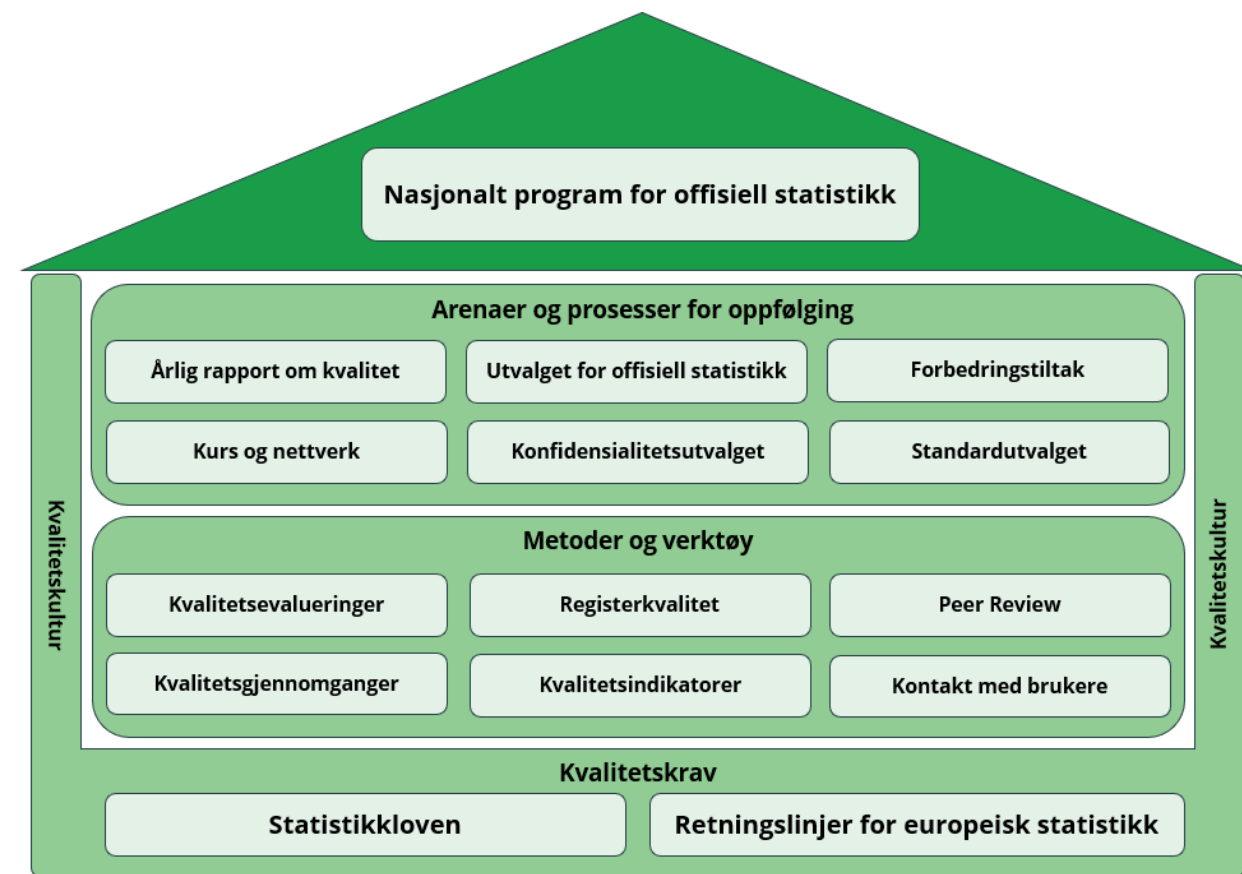 Nasjonalt program for offisiell statistikk
Arenaer og prosesser for oppfølging
Årlig rapport om kvalitet
Utvalget for offisiell statistikk
Forbedringstiltak
Kurs og nettverk
Konfidensialitetsutvalget
Standardutvalget
Kvalitetskultur
Metoder og verktøy
Kvalitetsevalueringer
Registerkvalitet
Peer Review
Kvalitetsgjennomganger
Kvalitetsindikatorer
Kontakt med brukere
Kvalitetskultur
Kvalitetskrav
Statistikkloven
Retningslinjer for europeisk statistikk